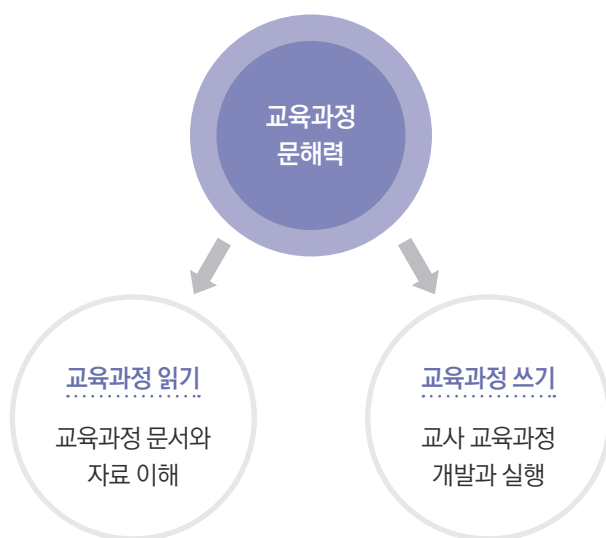 교육과정
문해력
교육과정 읽기
교육과정 문서와
자료 이해
교육과정 쓰기
교사 교육과정
개발과 실행